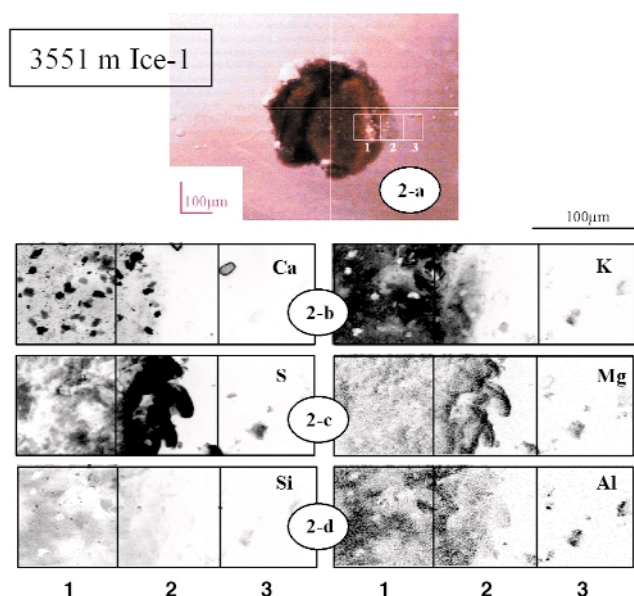 3551 m Ice-1
1 2 3
100µm
2-a
100µm
Ca K
2-b
S Mg
2-c
Si Al
2-d
1 2 3 1 2 3